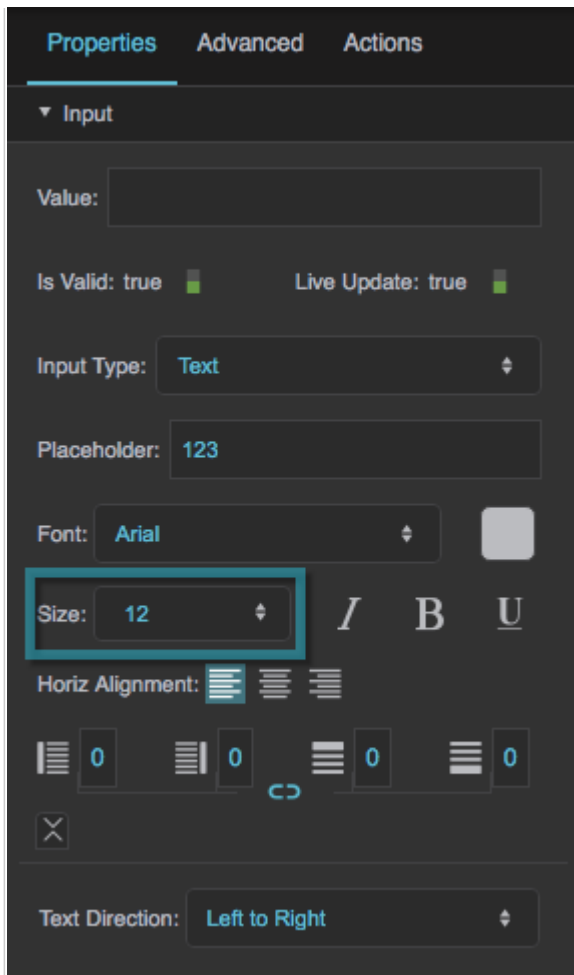 Properties Advanced Actions
Input
Value:
Is Valid: true Live Update: true
Input Type: Text
Placeholder: 123
Font: Arial
Size: 12 I B U
Horiz Alignment:
0 0 0 0
Text Direction: Left to Right